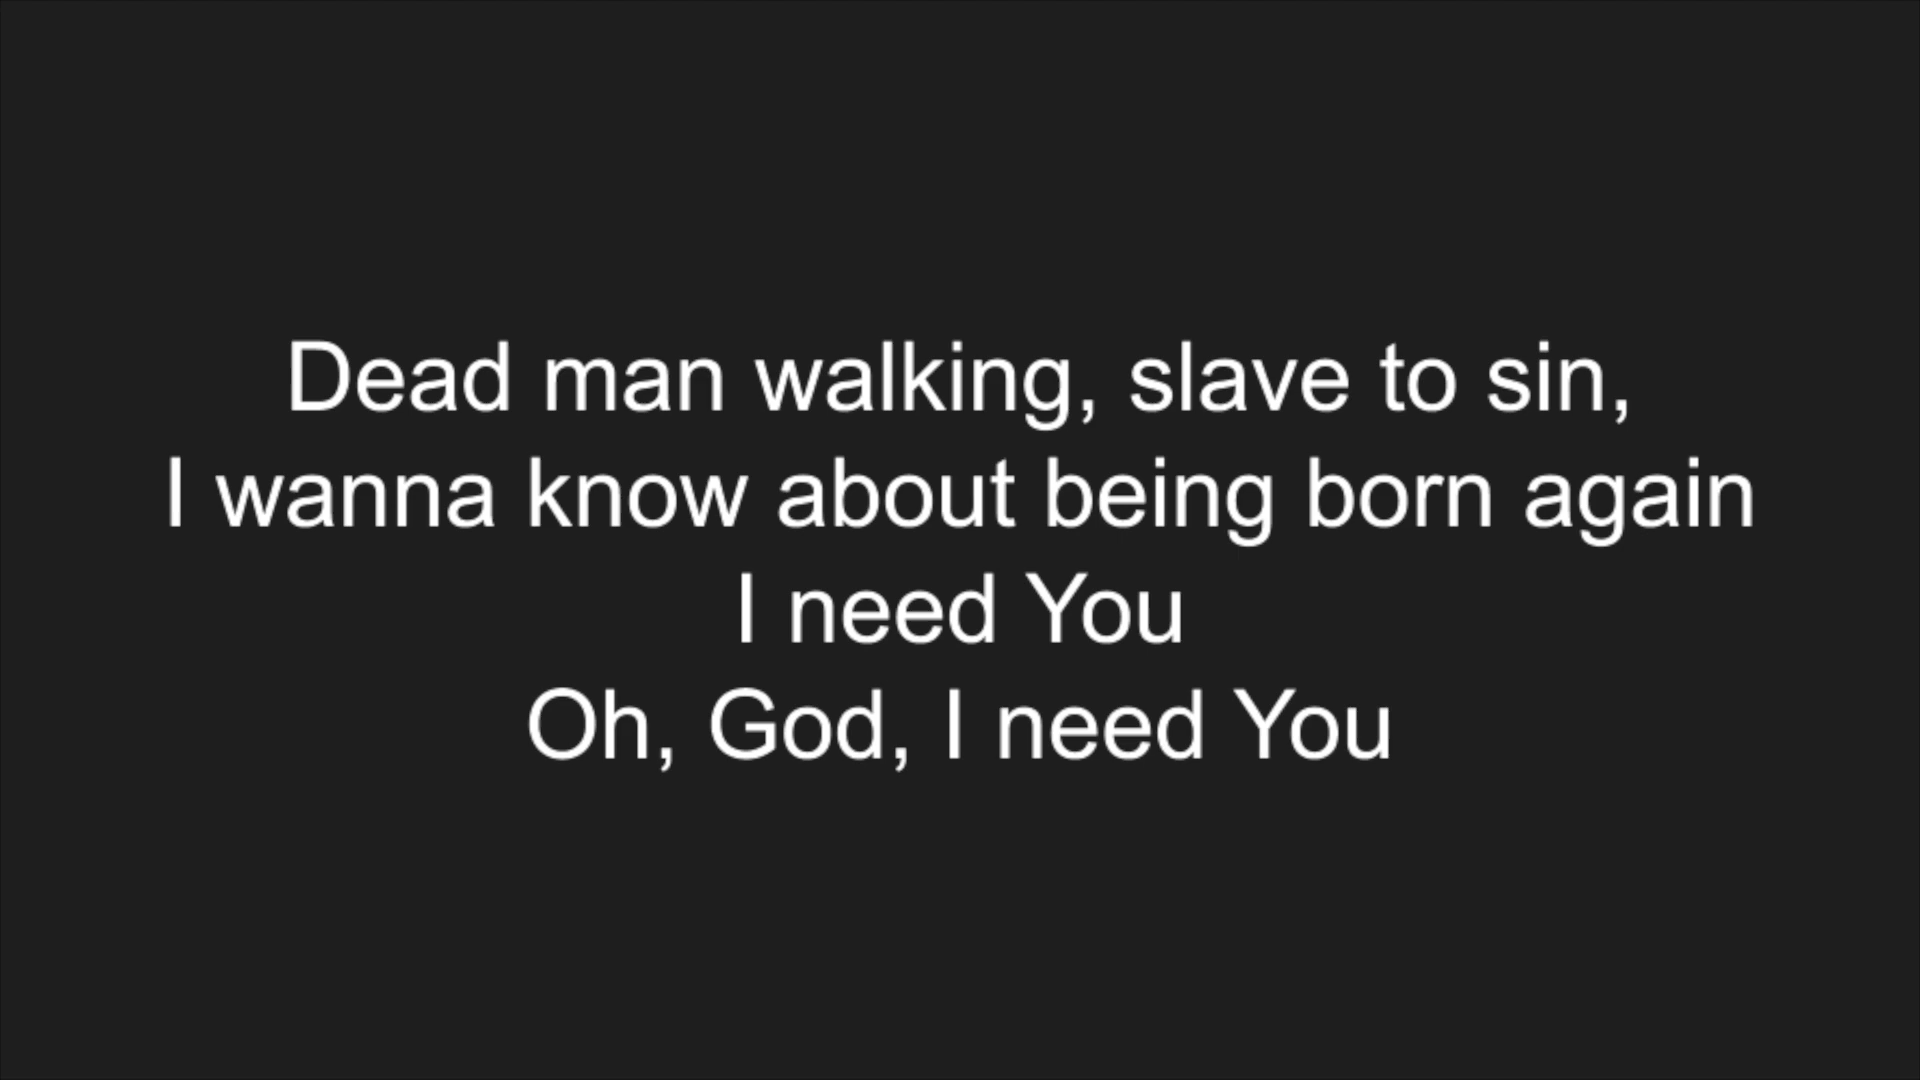 Dead man walking, slave to sin,
I wanna know about being born again
I need You
Oh, God, I need You